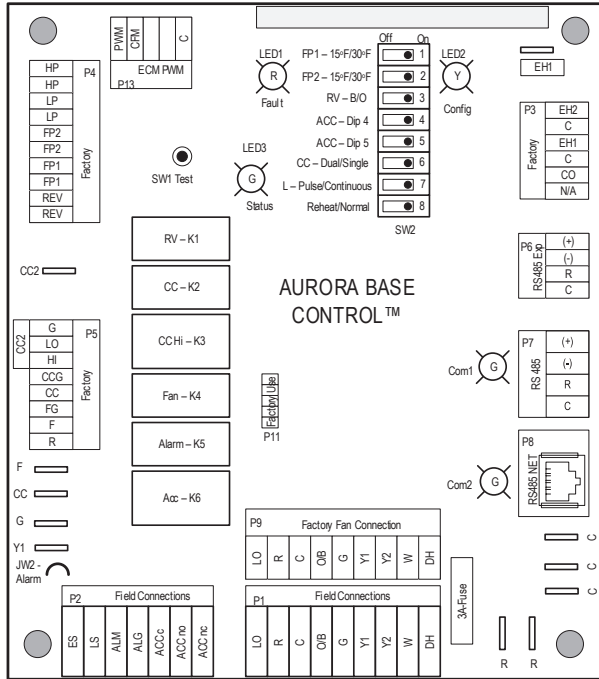 PWM
CFM
C
ECM PWM
P13
Off On
LED1
R
Fault
FP1 – 15ºF/30ºF 1
FP2 – 15ºF/30ºF 2
RV – B/O 3
ACC – Dip 4 4
ACC – Dip 5 5
CC – Dual/Single 6
L – Pulse/Continuous 7
Reheat/Normal 8
SW2
LED2
Y
Config
EH1
HP
HP
LP
LP
FP2
FP2
FP1
FP1
REV
REV
P4
Factory
SW1 Test
LED3
G
Status
P3
Factory
EH2
C
EH1
C
CO
N/A
RV – K1
CC – K2
CC Hi – K3
Fan – K4
Alarm – K5
Acc – K6
AURORA BASE
CONTROL™
P6
RS485 Exp
(+)
(-)
R
C
CC2
CC2
G
LO
HI
CCG
CC
FG
F
R
P5
Factory
Factory Use
P11
Com1
G
P7
RS 485
(+)
(-)
R
C
Com2
G
P8
RS485 NET
F
CC
G
Y1
JW2 -
Alarm
P9 Factory Fan Connection
LO R C O/B G Y1 Y2 W DH
C
C
C
P2 Field Connections
ES LS ALM ALG ACC c ACC no ACC nc
P1 Field Connections
LO R C O/B G Y1 Y2 W DH
3A-Fuse
R R